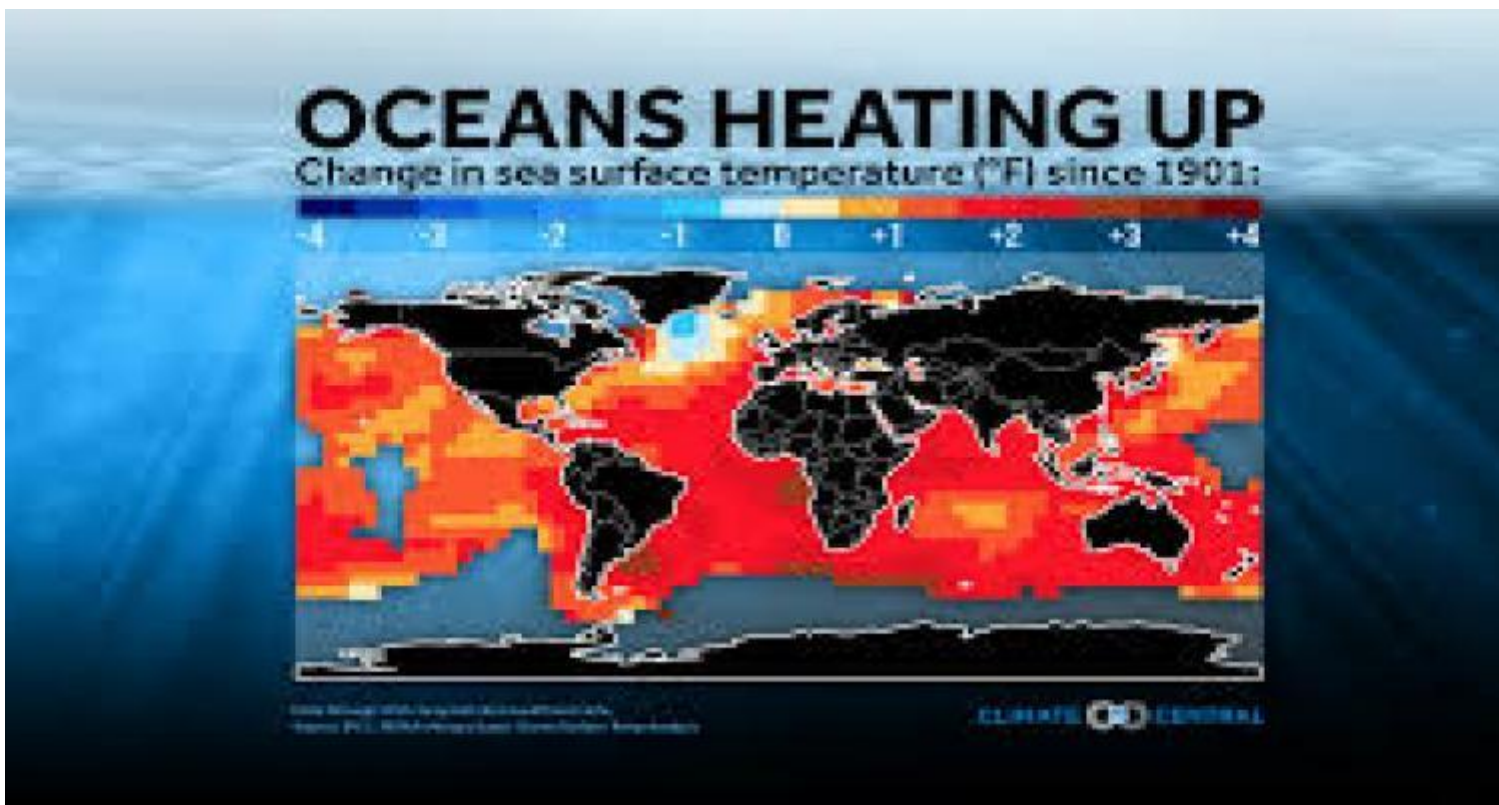 OCEANS HEATING UP
Change in sea surface temperature (°F) since 1901:
-4 -3 -2 -1 0 +1 +2 +3 +4
CLIMATE CENTRAL